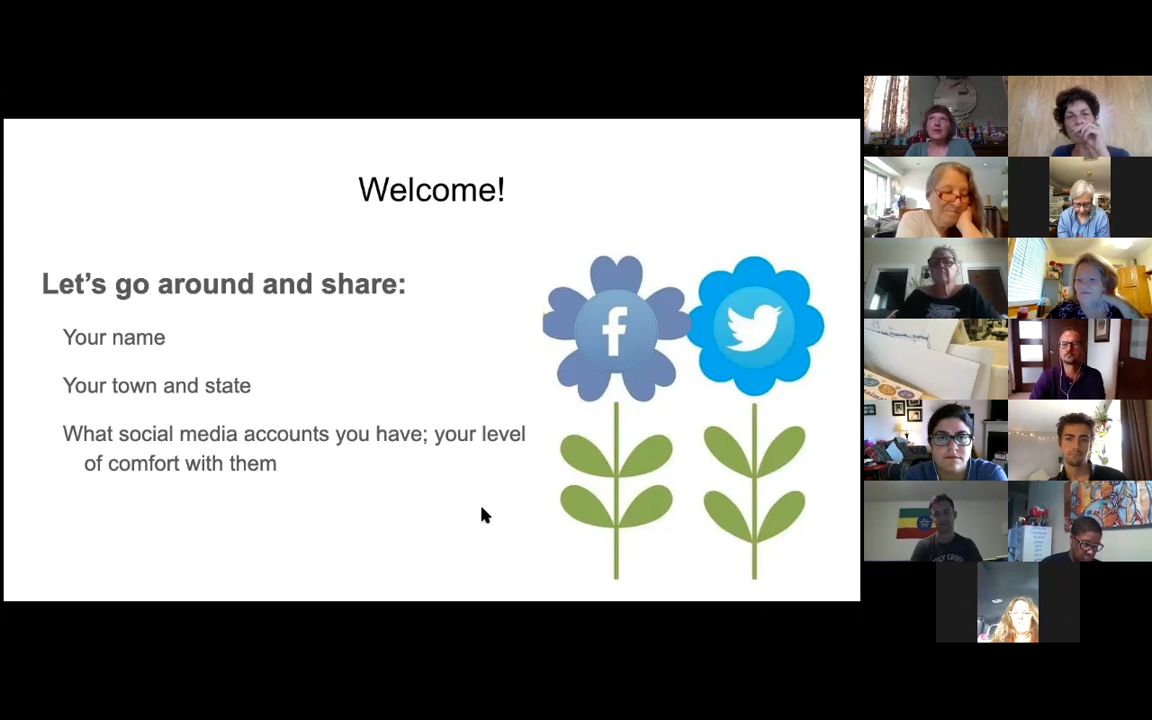 Welcome!
Let’s go around and share:
Your name
Your town and state
What social media accounts you have; your level
of comfort with them
f